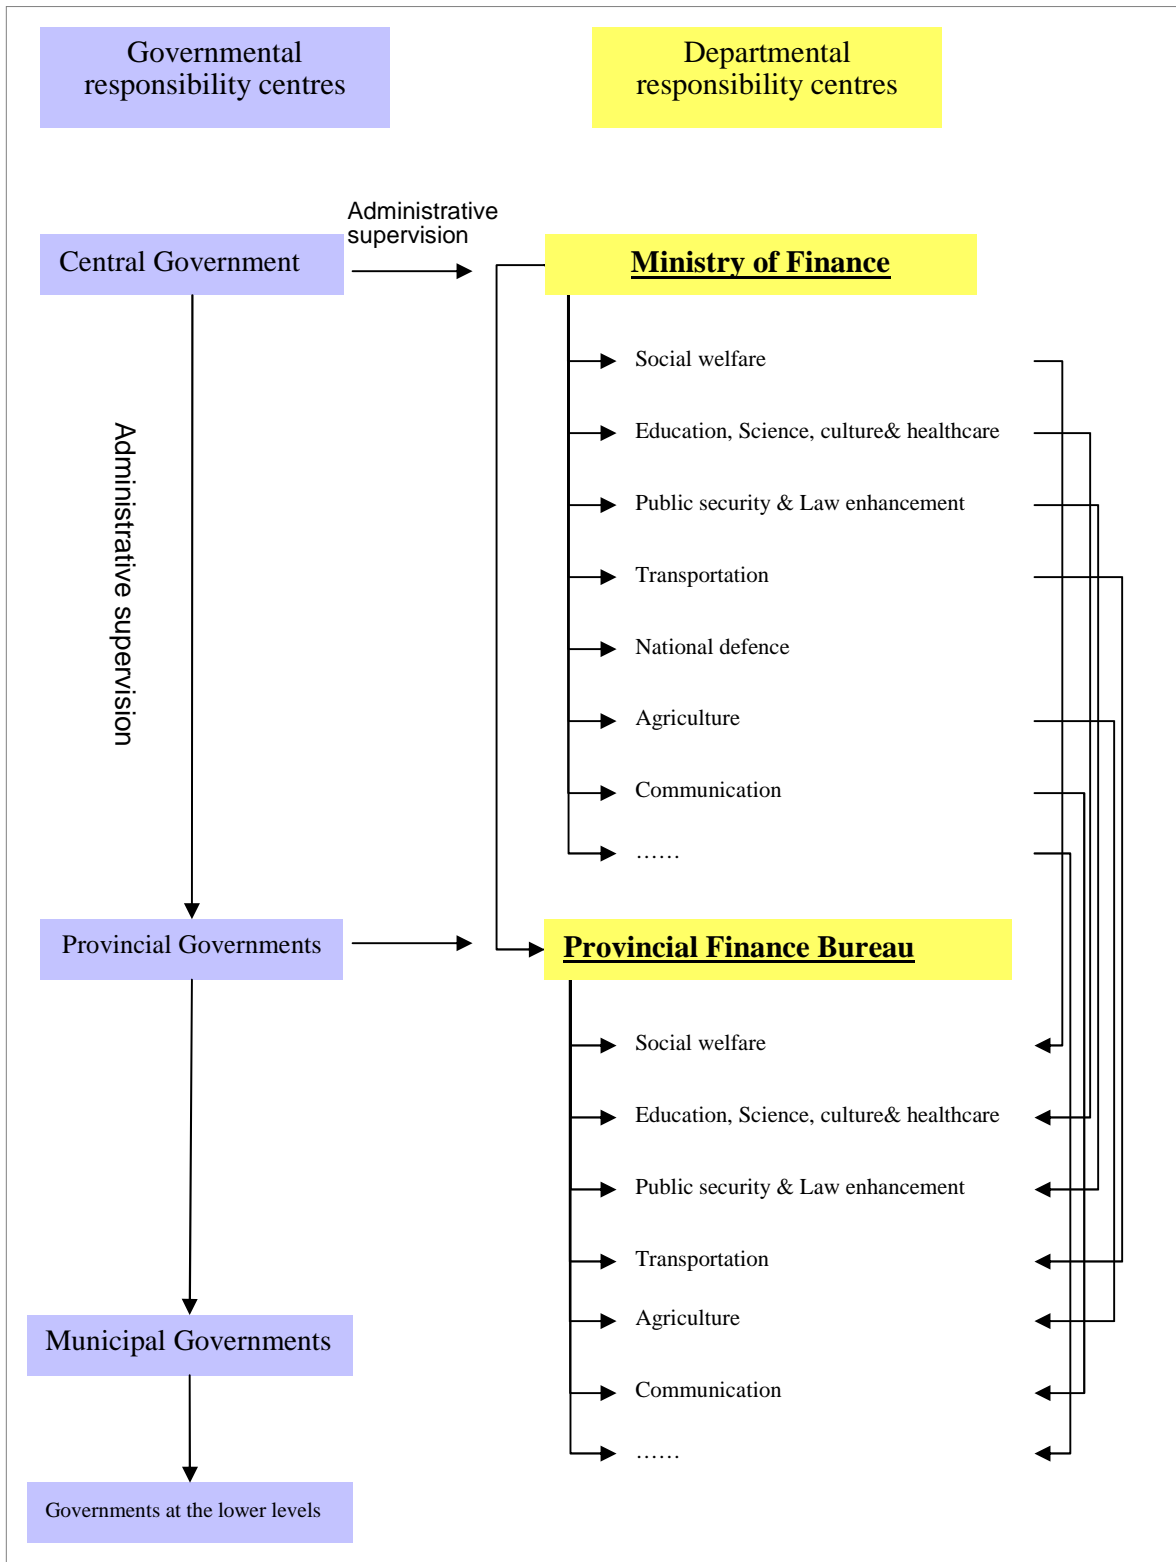 Governmental
responsibility centres
Departmental
responsibility centres
Administrative
supervision
Central Government
Ministry of Finance
Social welfare
Education, Science, culture& healthcare
Public security & Law enhancement
Transportation
National defence
Agriculture
Communication
……
Administrative supervision
Provincial Governments
Provincial Finance Bureau
Social welfare
Education, Science, culture& healthcare
Public security & Law enhancement
Transportation
Agriculture
Communication
……
Municipal Governments
Governments at the lower levels